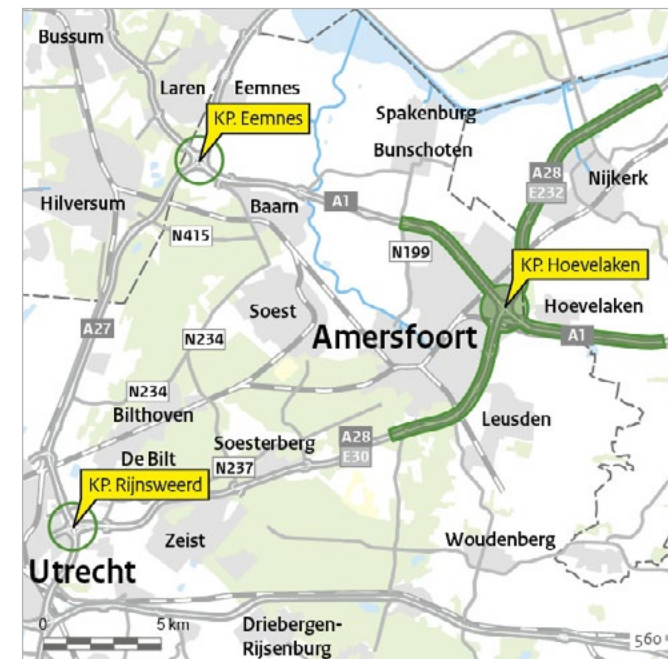 Bussum
Laren
Eemnes
KP. Eemnes
Spakenburg
Bunschoten
A28
E232
Nijkerk
Hilversum
Baarn
A1
N415
N199
KP. Hoevelaken
Soest
Hoevelaken
A27
Amersfoort
A1
N234
N234
Bilthoven
Leusden
Soesterberg
A28
E30
De Bilt
N237
KP. Rijnsweerd
Zeist
Woudenberg
Utrecht
0
5 km
Driebergen-
Rijsenburg
560